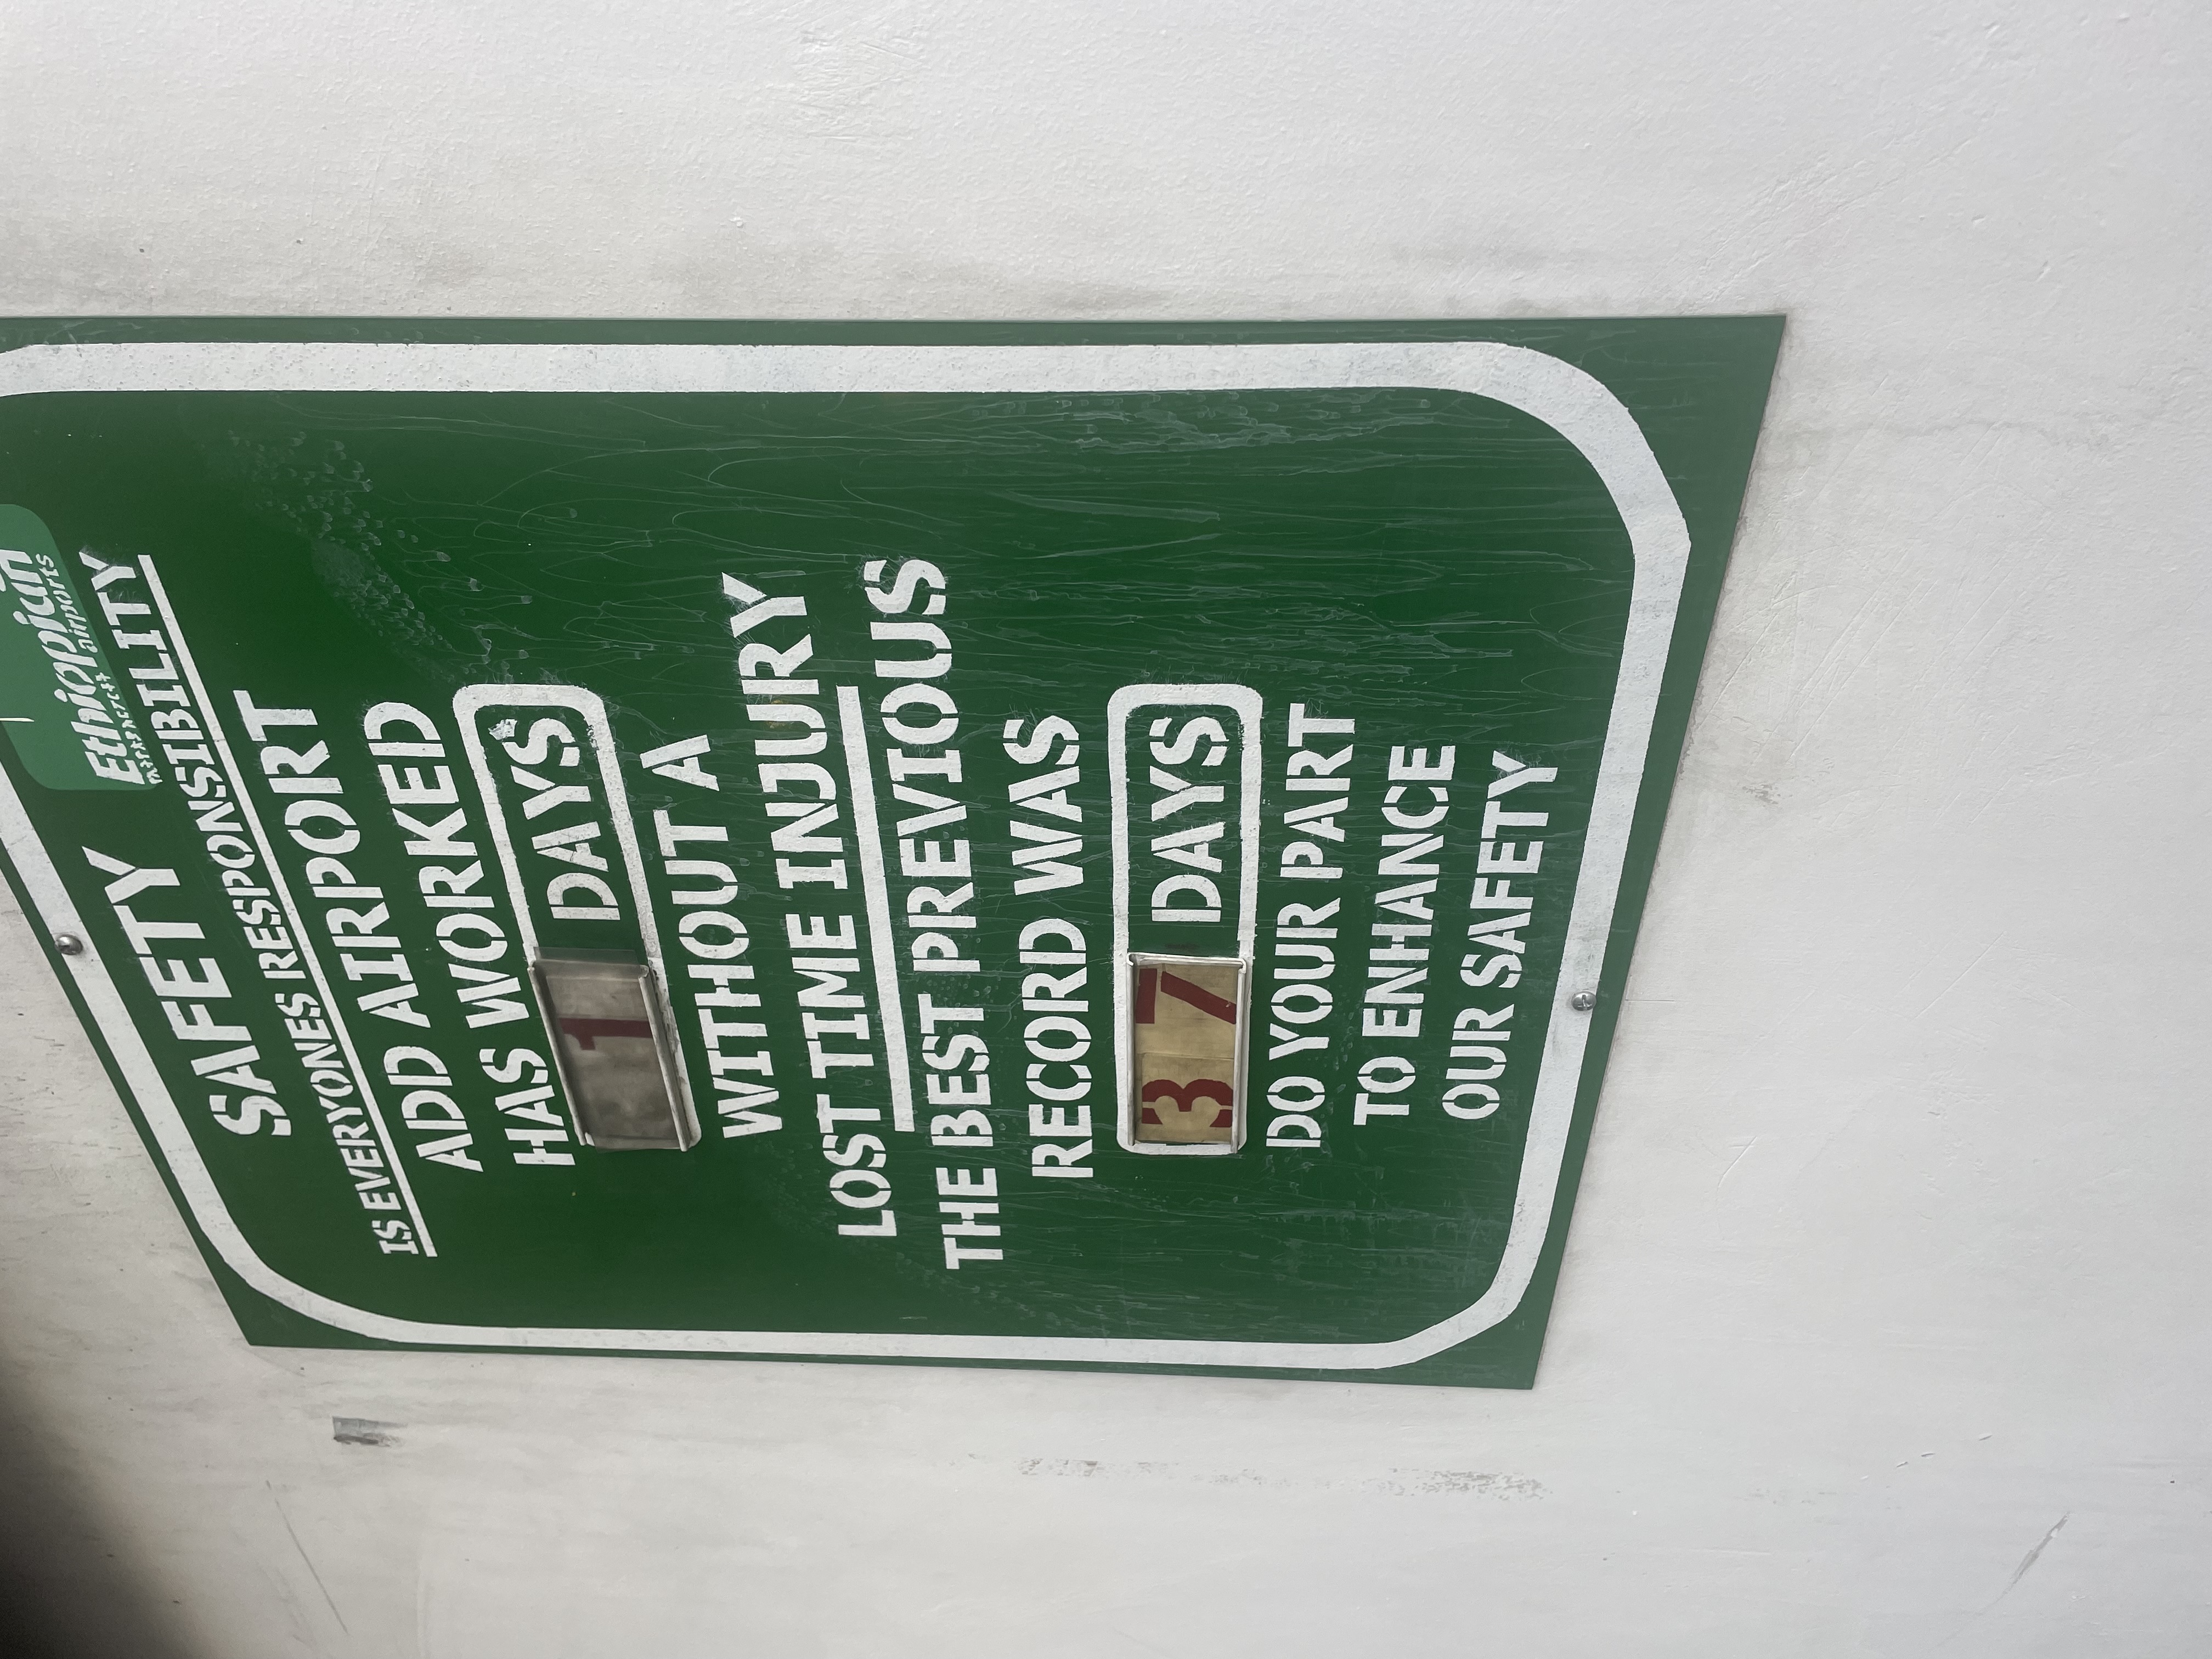 Ethiopian
airports
SAFETY
IS EVERYONES RESPONSIBILITY
ADD AIRPORT
HAS WORKED
1 DAYS
WITHOUT A
LOST TIME INJURY
THE BEST PREVIOUS
RECORD WAS
37 DAYS
DO YOUR PART
TO ENHANCE
OUR SAFETY